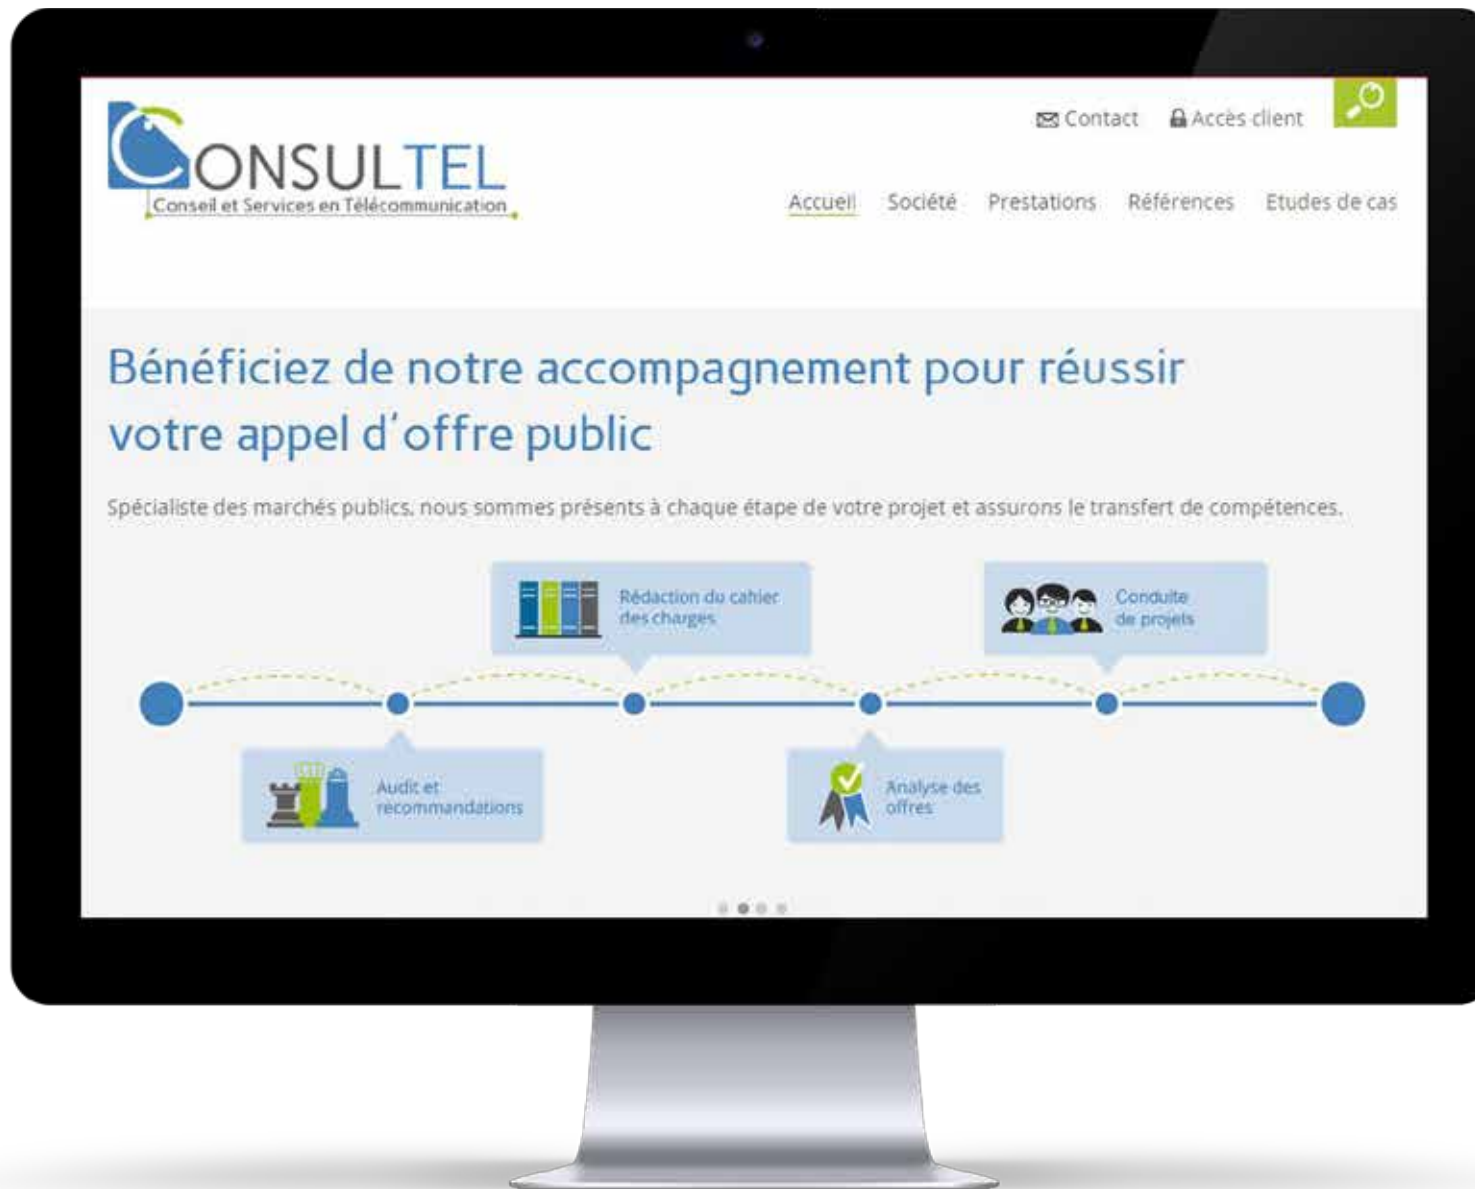 CONSULTEL
Conseil et Services en Télécommunication
Contact
Accès client
Accueil
Société
Prestations
Références
Etudes de cas
Bénéficiez de notre accompagnement pour réussir
votre appel d'offre public
Spécialiste des marchés publics, nous sommes présents à chaque étape de votre projet et assurons le transfert de compétences.
Rédaction du cahier
des charges
Conduite
de projets
Audit et
recommandations
Analyse des
offres